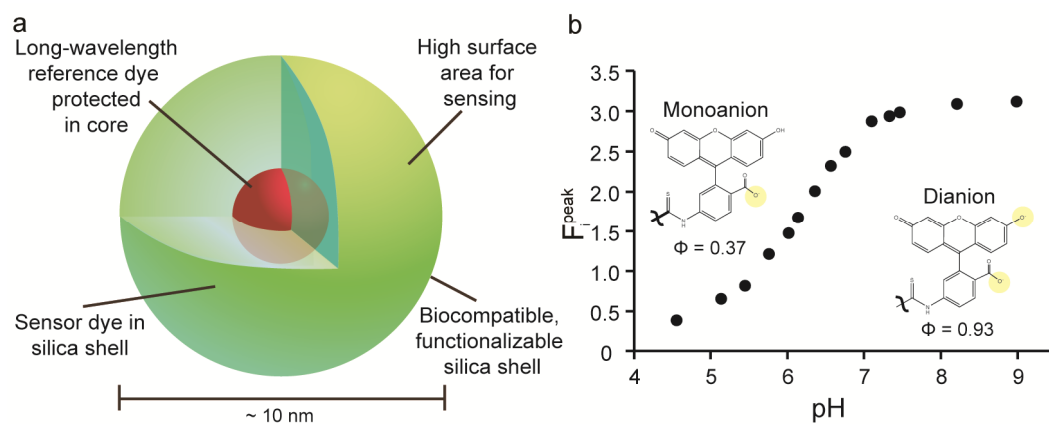 a
Long-wavelength
reference dye
protected
in core
High surface
area for
sensing
Sensor dye in
silica shell
Biocompatible,
functionalizable
silica shell
~ 10 nm
b
3.5
3.0
2.5
2.0
1.5
1.0
0.5
0
F_i^peak
Monoanion
O
O
OH
O
O⁻
S
N
H
Φ = 0.37
Dianion
O
O
O⁻
O
O⁻
S
N
H
Φ = 0.93
4
5
6
7
8
9
pH